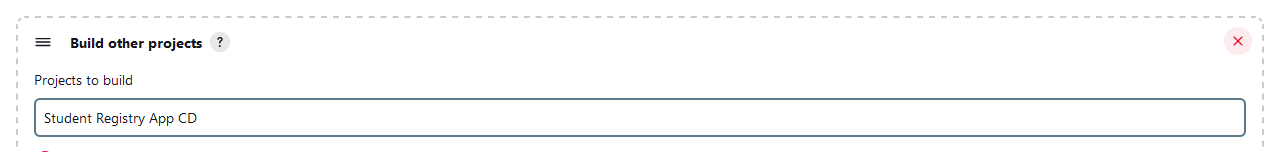 Build other projects ?
Projects to build
Student Registry App CD